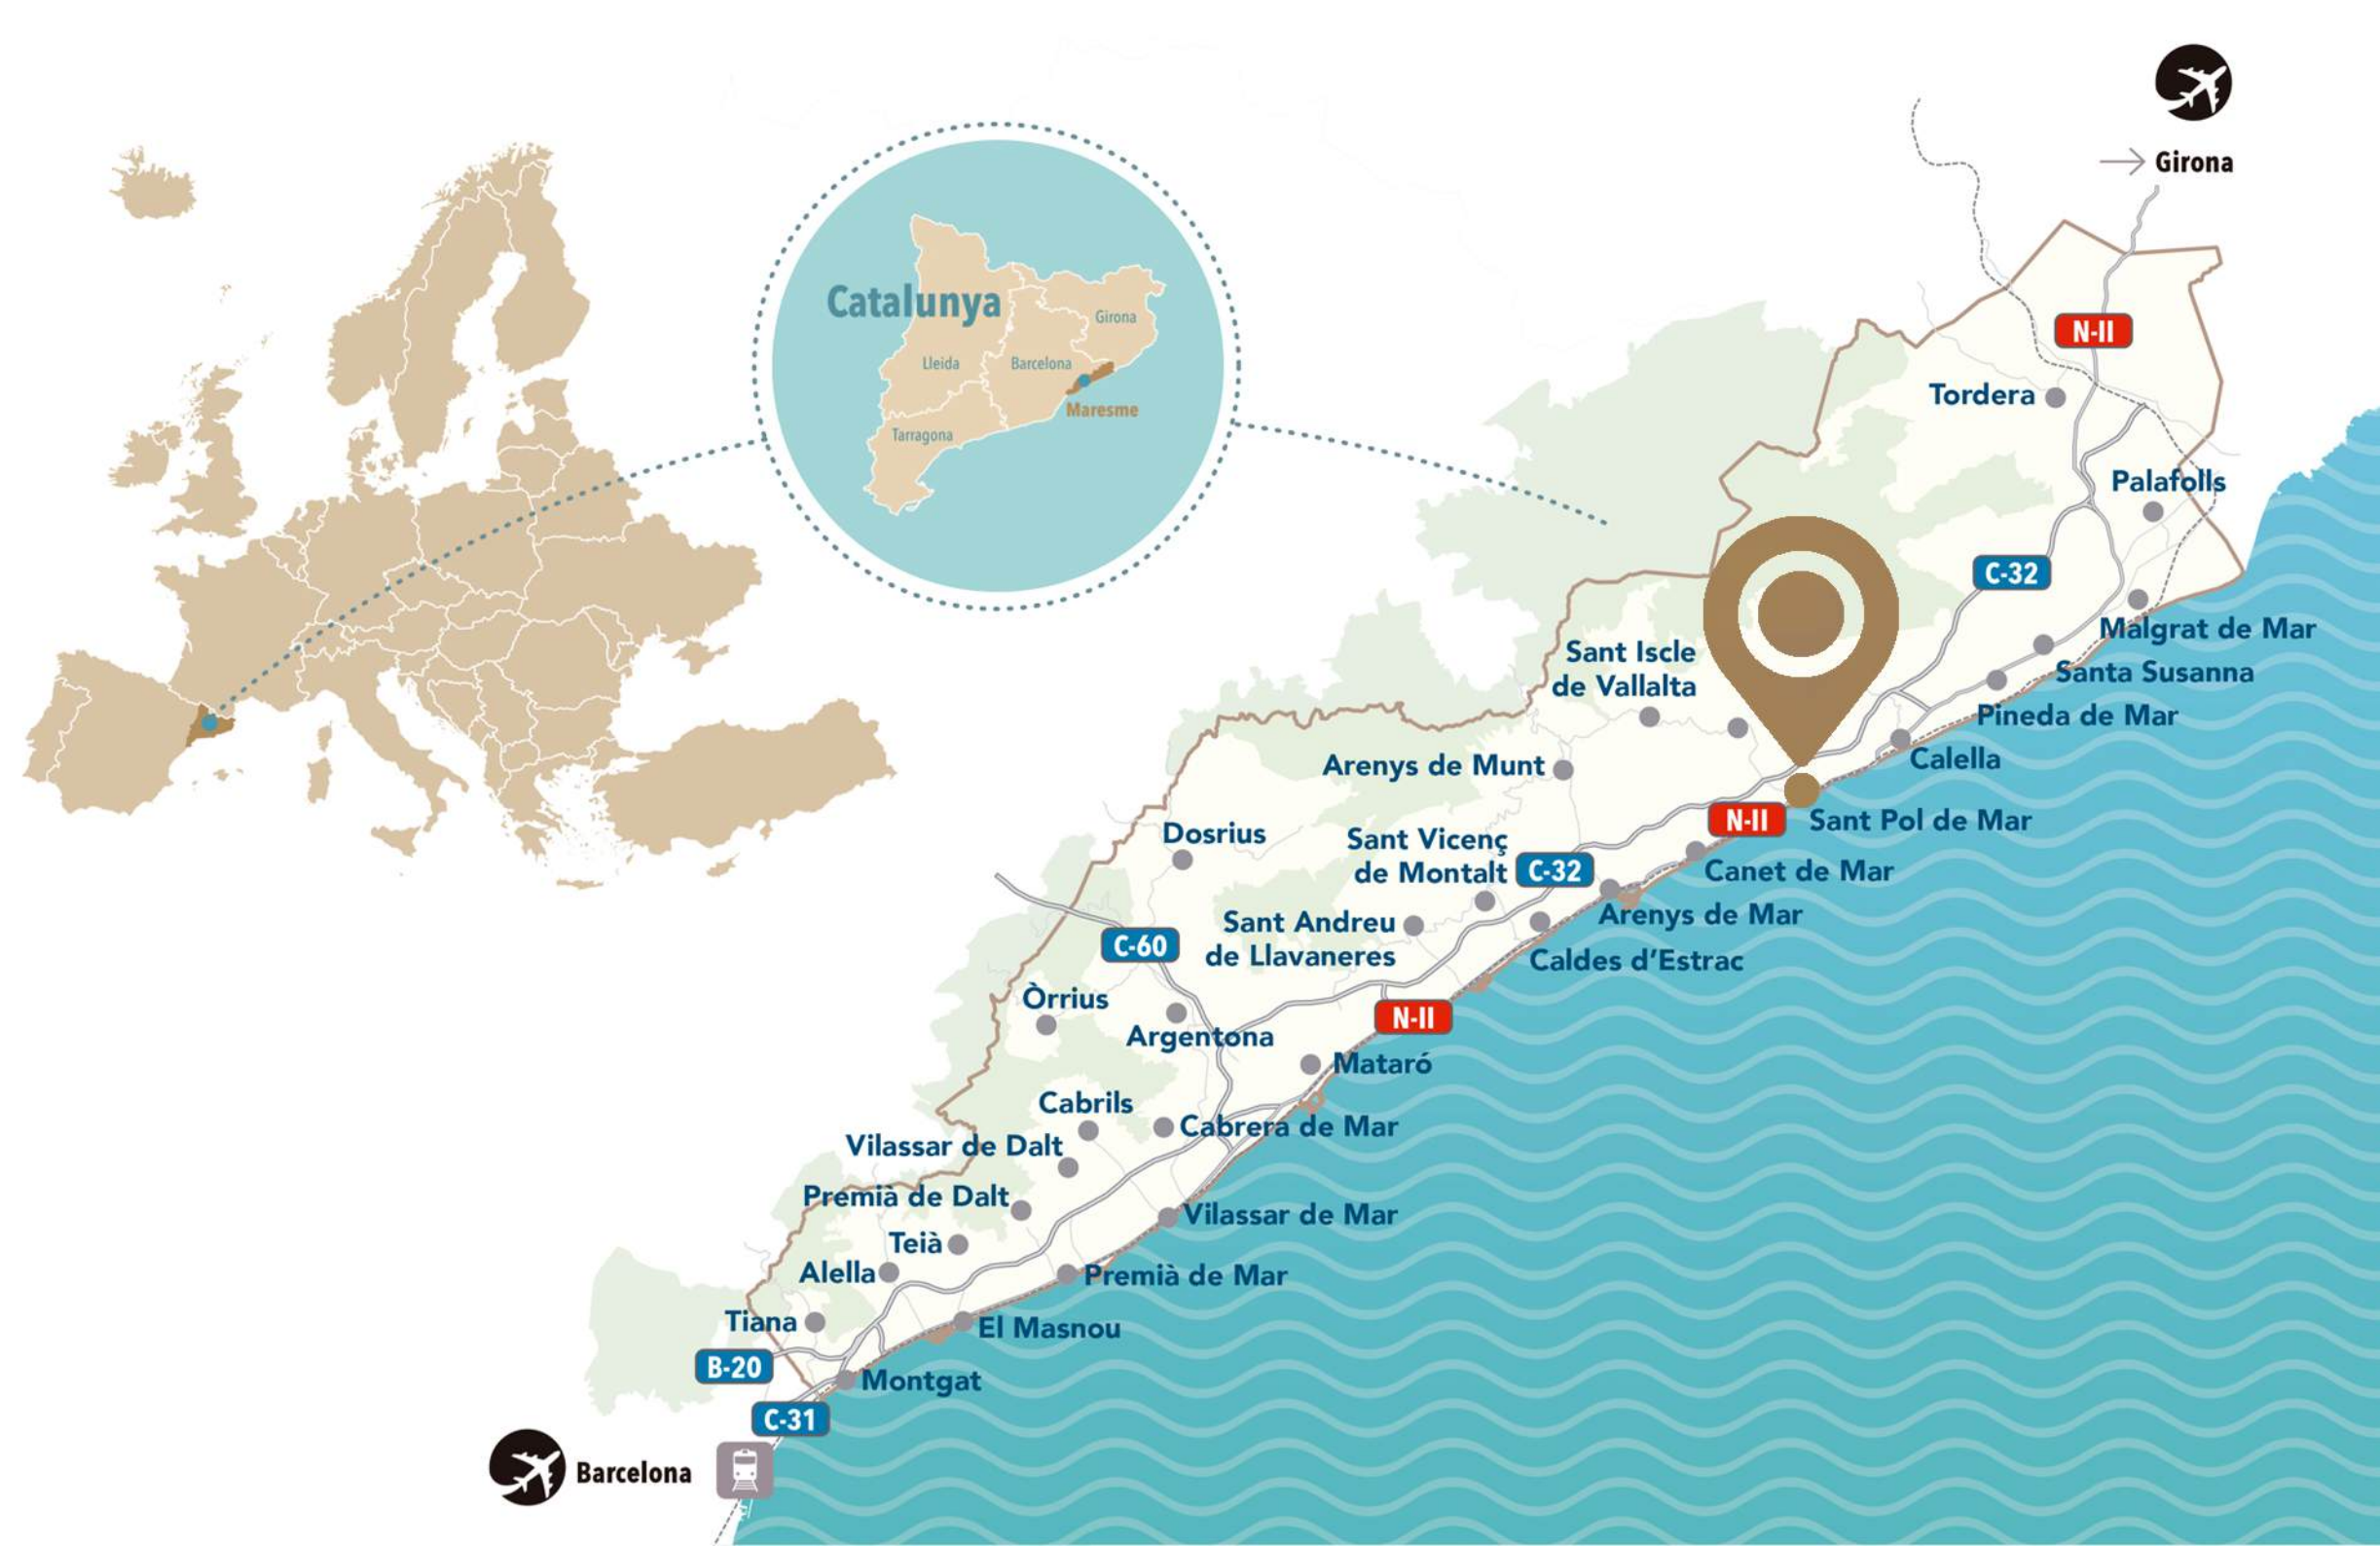 Girona
Catalunya
Girona
Lleida
Barcelona
Maresme
Tarragona
N-II
Tordera
Palafolls
C-32
Malgrat de Mar
Santa Susanna
Pineda de Mar
Calella
Sant Iscle
de Vallalta
Arenys de Munt
N-II
Sant Pol de Mar
Dosrius
Sant Vicenç
de Montalt
C-32
Canet de Mar
Arenys de Mar
Sant Andreu
de Llavaneres
Caldes d'Estrac
C-60
Òrrius
Argentona
N-II
Mataró
Cabrils
Cabrera de Mar
Vilassar de Dalt
Premià de Dalt
Vilassar de Mar
Teià
Alella
Premià de Mar
Tiana
El Masnou
B-20
Montgat
C-31
Barcelona